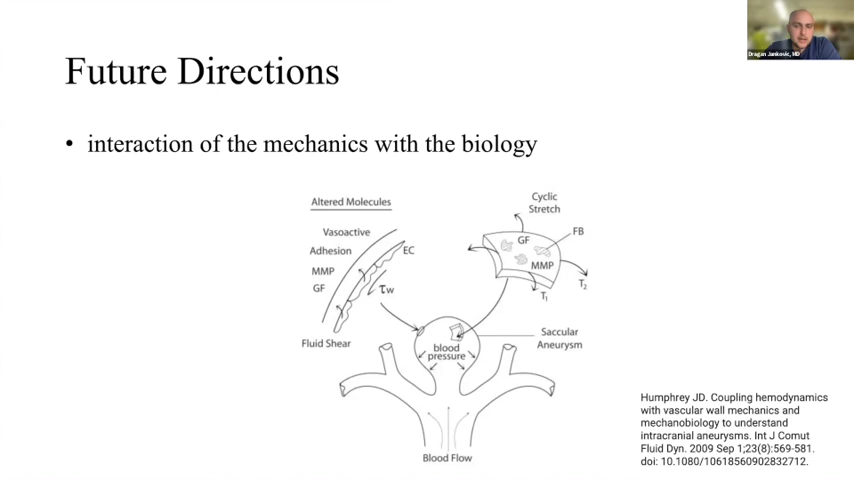 Dragan Jankovic, MD
Future Directions
• interaction of the mechanics with the biology
Altered Molecules
Vasoactive
Adhesion
MMP
GF
EC
τw
Fluid Shear
Cyclic
Stretch
GF
FB
MMP
T1
T2
blood
pressure
Saccular
Aneurysm
Blood Flow
Humphrey JD. Coupling hemodynamics
with vascular wall mechanics and
mechanobiology to understand
intracranial aneurysms. Int J Comut
Fluid Dyn. 2009 Sep 1;23(8):569-581.
doi: 10.1080/10618560902832712.